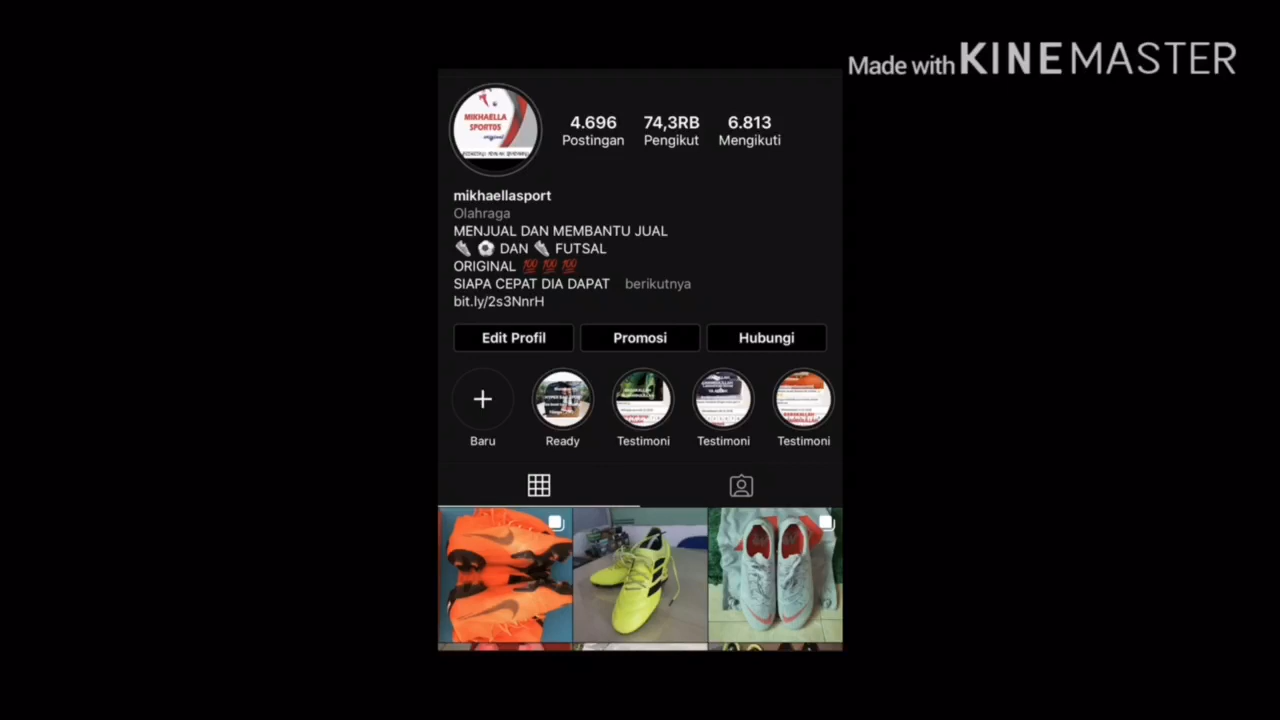 Made with KINEMASTER
MIKHAELLA
SPORTOS
original
4.696 74,3RB 6.813
Postingan Pengikut Mengikuti
mikhaellasport
Olahraga
MENJUAL DAN MEMBANTU JUAL
👟 ⚽ DAN 👟 FUTSAL
ORIGINAL 💯 💯 💯
SIAPA CEPAT DIA DAPAT berikutnya
bit.ly/2s3NnrH
Edit Profil Promosi Hubungi
Baru Ready Testimoni Testimoni Testimoni